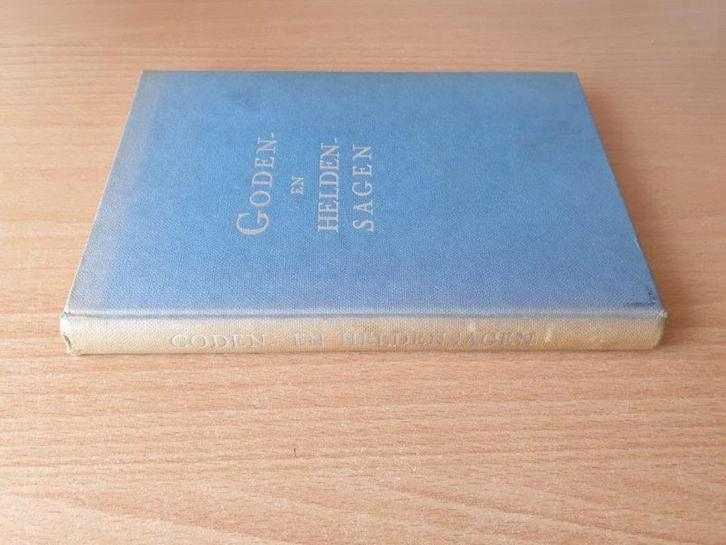 GODEN-
EN
HELDEN-
SAGEN
GODEN- EN HELDENSAGEN